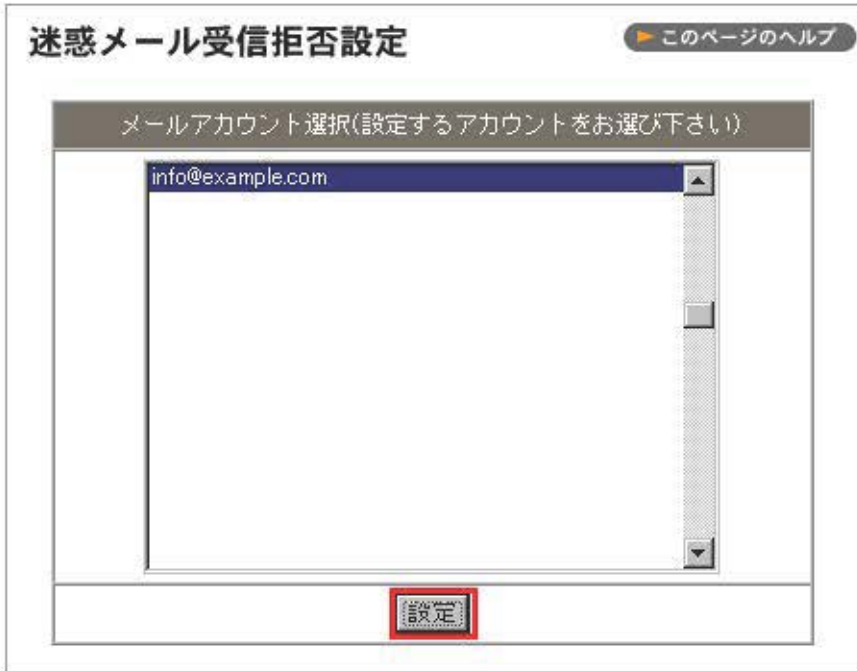 迷惑メール受信拒否設定
このページのヘルプ
メールアカウント選択(設定するアカウントをお選び下さい)
info@example.com
設定